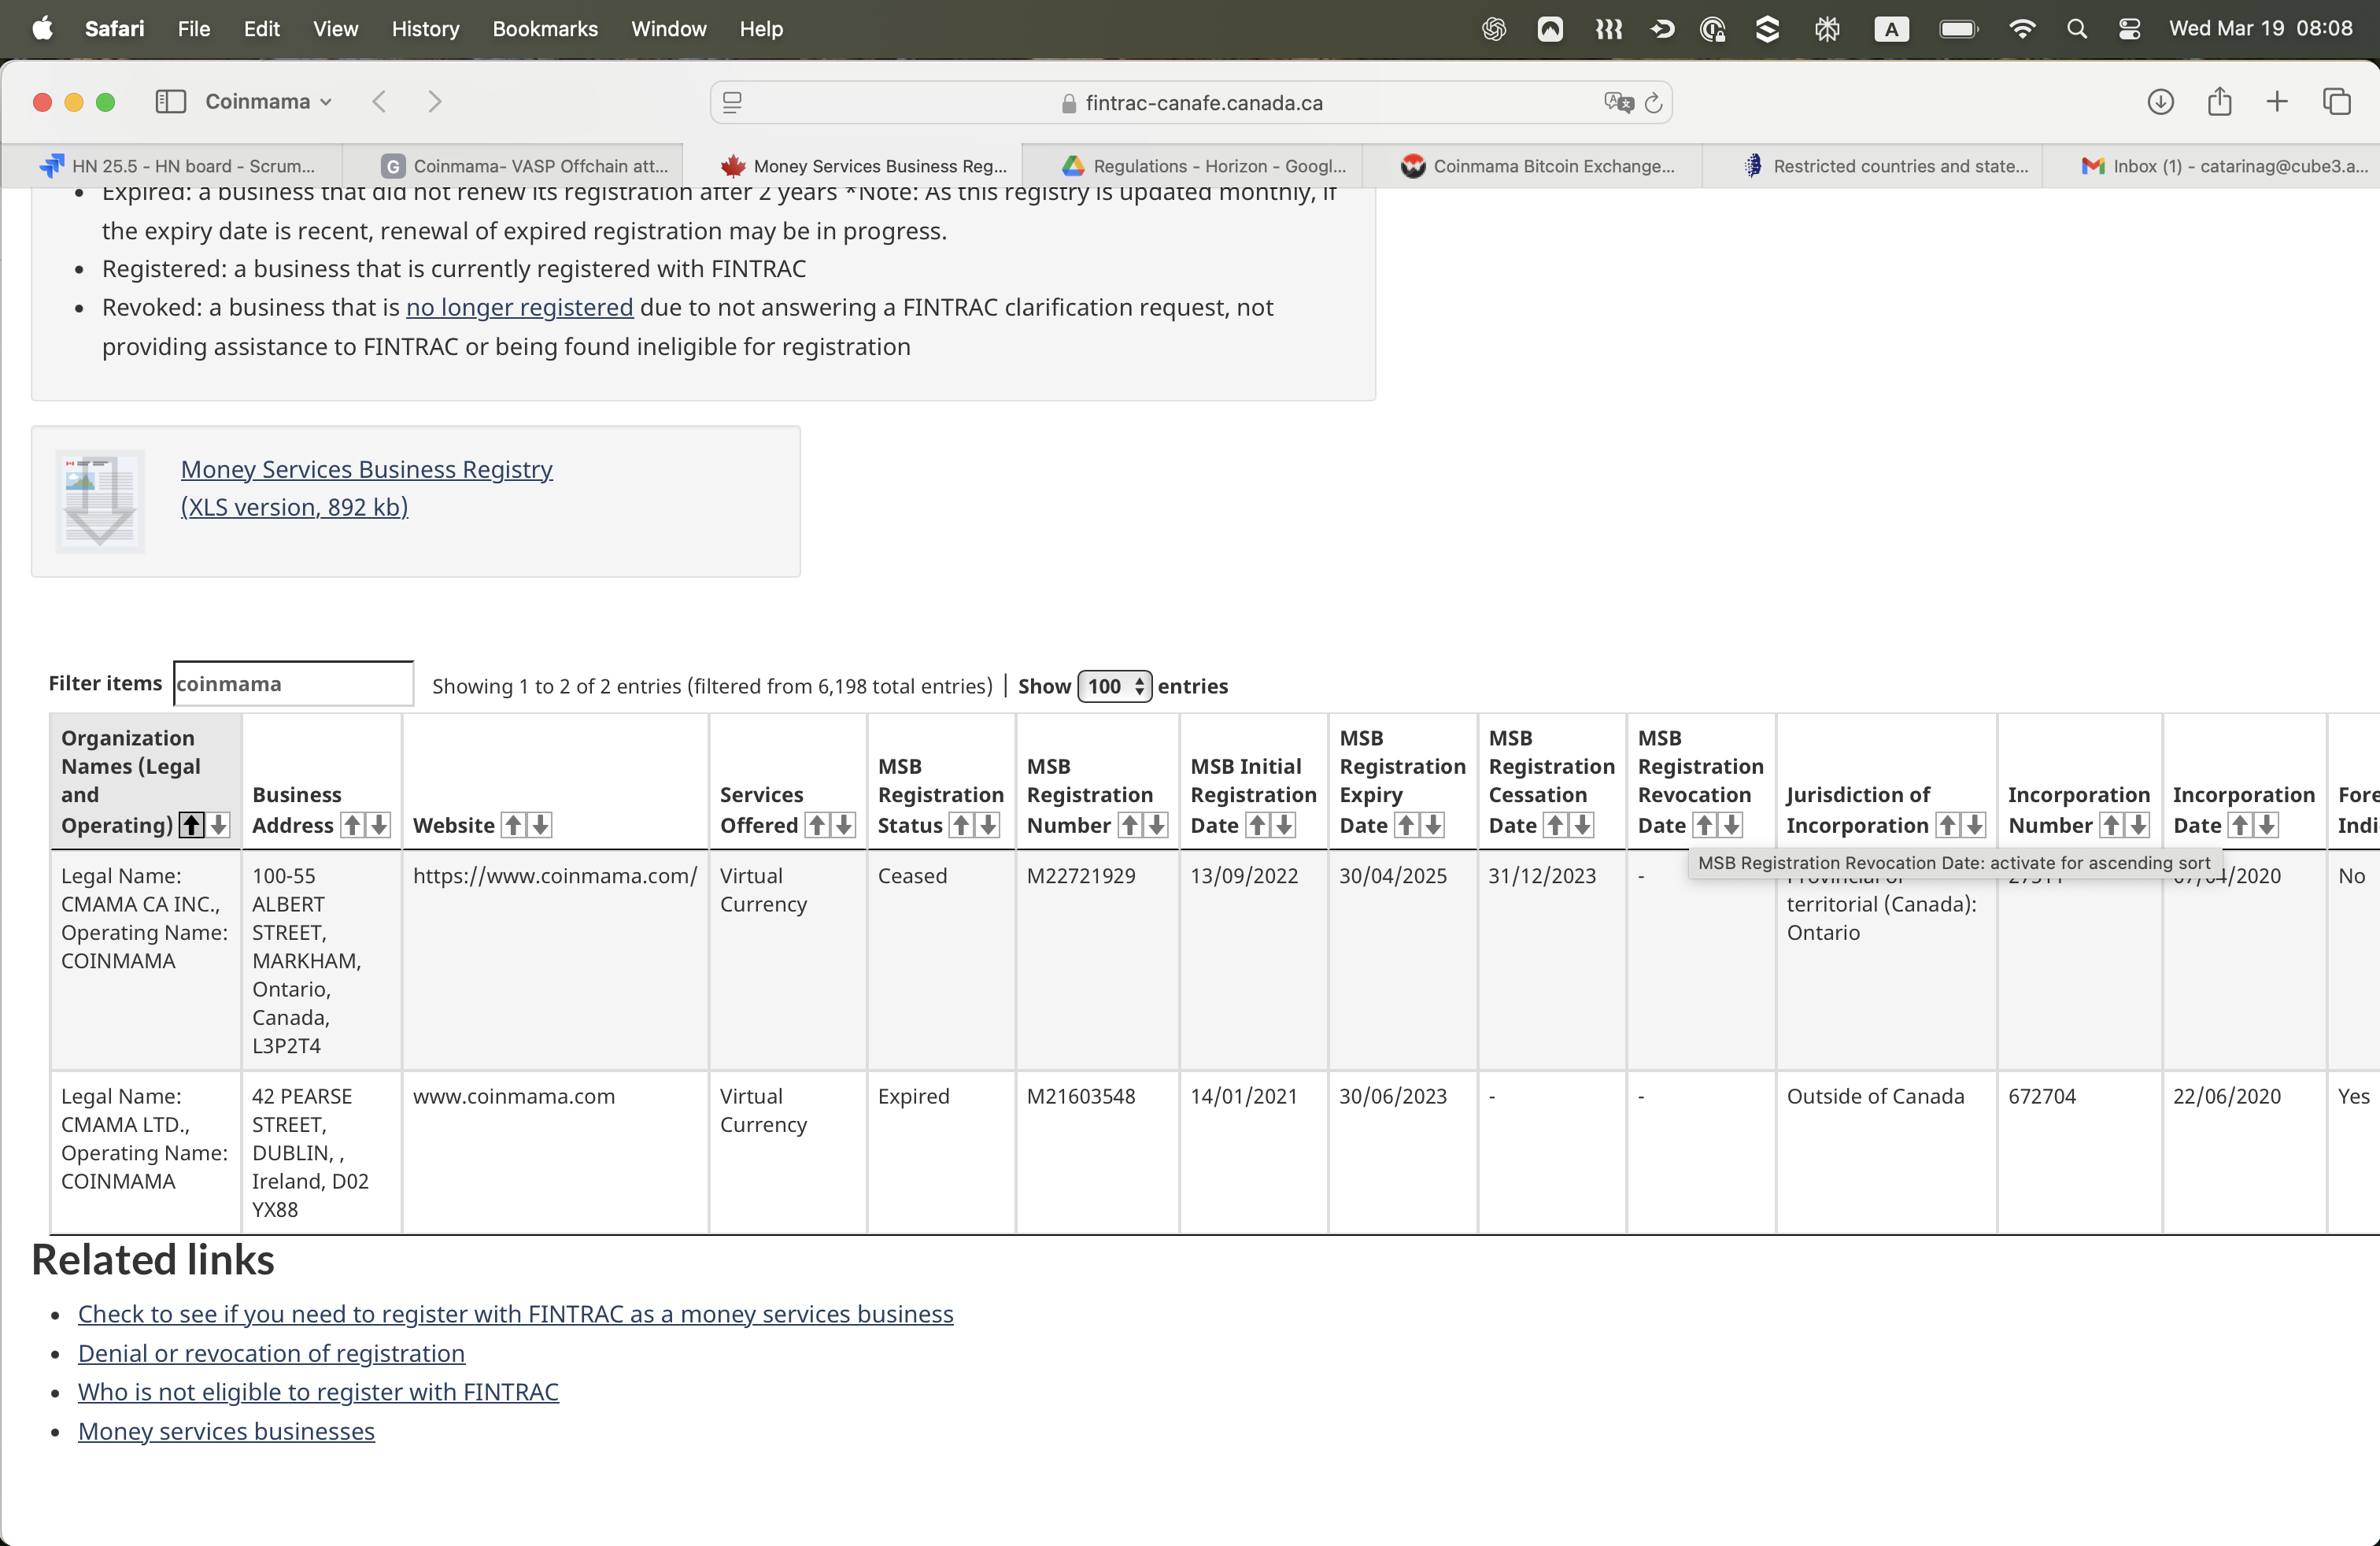 Safari File Edit View History Bookmarks Window Help A Wed Mar 19 08:08
Coinmama fintrac-canafe.canada.ca
HN 25.5 - HN board - Scrum... G Coinmama- VASP Offchain att... Money Services Business Reg... Regulations - Horizon - Googl... Coinmama Bitcoin Exchange... Restricted countries and state... Inbox (1) - catarinag@cube3.a...
• Expired: a business that did not renew its registration after 2 years *Note: As this registry is updated monthly, if
the expiry date is recent, renewal of expired registration may be in progress.
• Registered: a business that is currently registered with FINTRAC
• Revoked: a business that is no longer registered due to not answering a FINTRAC clarification request, not
providing assistance to FINTRAC or being found ineligible for registration
Money Services Business Registry
(XLS version, 892 kb)
Filter items coinmama Showing 1 to 2 of 2 entries (filtered from 6,198 total entries) | Show 100 entries
Organization
Names (Legal
and
Operating)
Business
Address
Website
Services
Offered
MSB
Registration
Status
MSB
Registration
Number
MSB Initial
Registration
Date
MSB
Registration
Expiry
Date
MSB
Registration
Cessation
Date
MSB
Registration
Revocation
Date
Jurisdiction of
Incorporation
Incorporation
Number
Incorporation
Date
Fore
Indi
MSB Registration Revocation Date: activate for ascending sort
Legal Name:
CMAMA CA INC.,
Operating Name:
COINMAMA
100-55
ALBERT
STREET,
MARKHAM,
Ontario,
Canada,
L3P2T4
https://www.coinmama.com/
Virtual
Currency
Ceased
M22721929
13/09/2022
30/04/2025
31/12/2023
-
territorial (Canada):
Ontario
/2020
No
Legal Name:
CMAMA LTD.,
Operating Name:
COINMAMA
42 PEARSE
STREET,
DUBLIN, ,
Ireland, D02
YX88
www.coinmama.com
Virtual
Currency
Expired
M21603548
14/01/2021
30/06/2023
-
-
Outside of Canada
672704
22/06/2020
Yes
Related links
• Check to see if you need to register with FINTRAC as a money services business
• Denial or revocation of registration
• Who is not eligible to register with FINTRAC
• Money services businesses